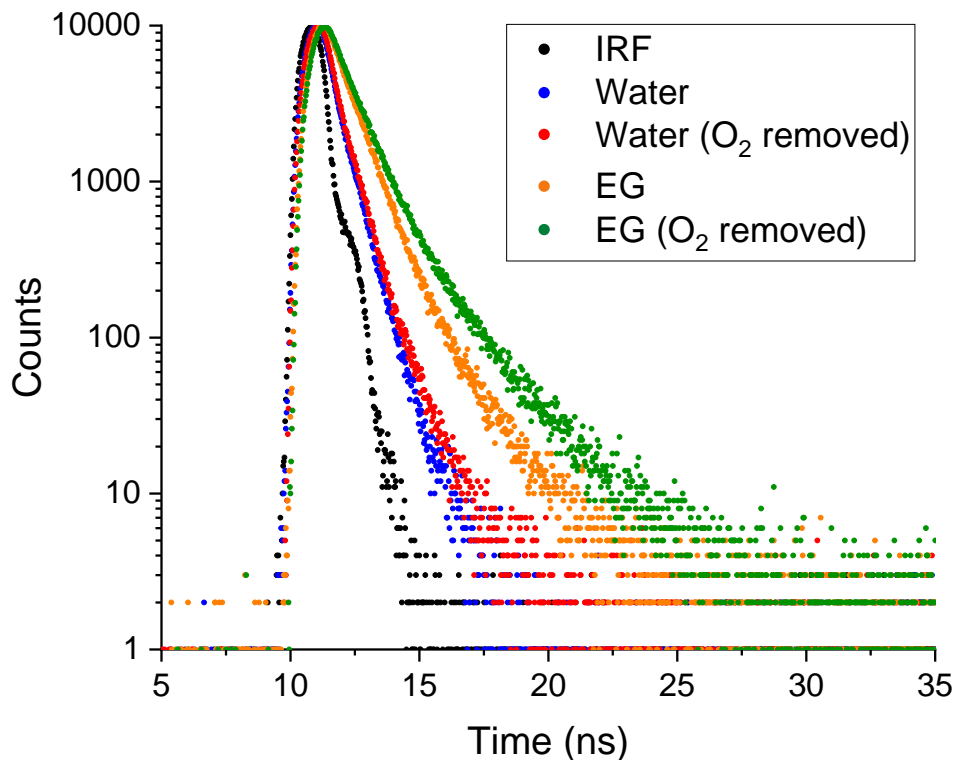 10000
1000
100
10
1
Counts
IRF
Water
Water (O₂ removed)
EG
EG (O₂ removed)
5 10 15 20 25 30 35
Time (ns)